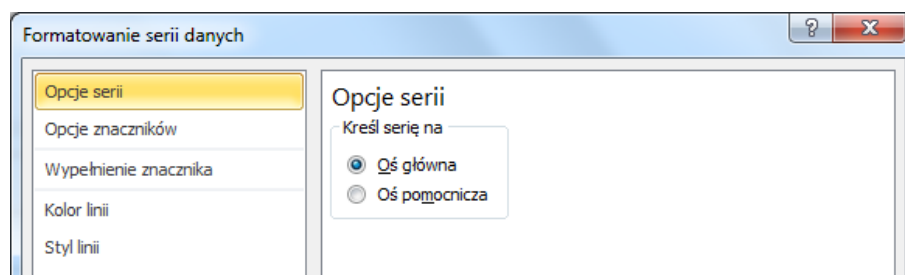 Formatowanie serii danych
?
Opcje serii
Opcje znaczników
Wypełnienie znacznika
Kolor linii
Styl linii
Opcje serii
Kreśl serię na
Oś główna
Oś pomocnicza